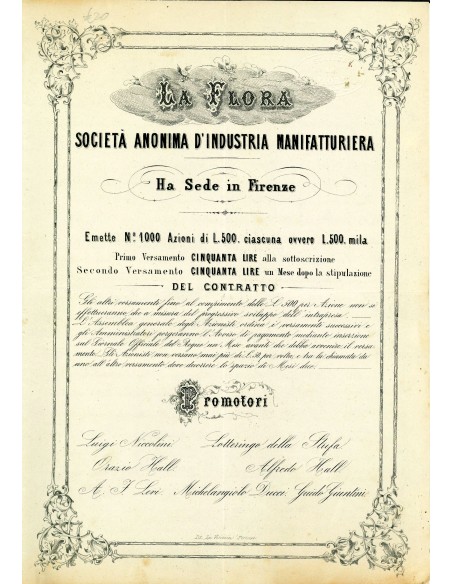 LA FLORA
SOCIETÀ ANONIMA D'INDUSTRIA MANIFATTURIERA
Ha Sede in Firenze
Emette N.º 1000 Azioni di L. 500. ciascuna ovvero L. 500. mila
Primo Versamento CINQUANTA LIRE alla sottoscrizione
Secondo Versamento CINQUANTA LIRE un Mese dopo la stipulazione
DEL CONTRATTO
Gli altri versamenti fino al compimento delle L. 500 per Azione non si
effettueranno che a misura del progressivo sviluppo dell'intrapresa.
L'Assemblea generale degli Azionisti ordina i versamenti successivi e
gli Amministratori porgeranno l'Avviso di pagamento mediante inserzione
nel Giornale Officiale del Regno un Mese avanti che debba avvenire il versa-
mento. Gli Azionisti non versano mai più di L. 50 per volta, e tra la chiamata di
uno all'altro versamento deve decorrere lo spazio di Mesi due.
Promotori
Luigi Niccolini Lotteringo della Stufa
Orazio Hall. Alfredo Hall
A. J. Levi Michelangiolo Ducci Guido Giuntini